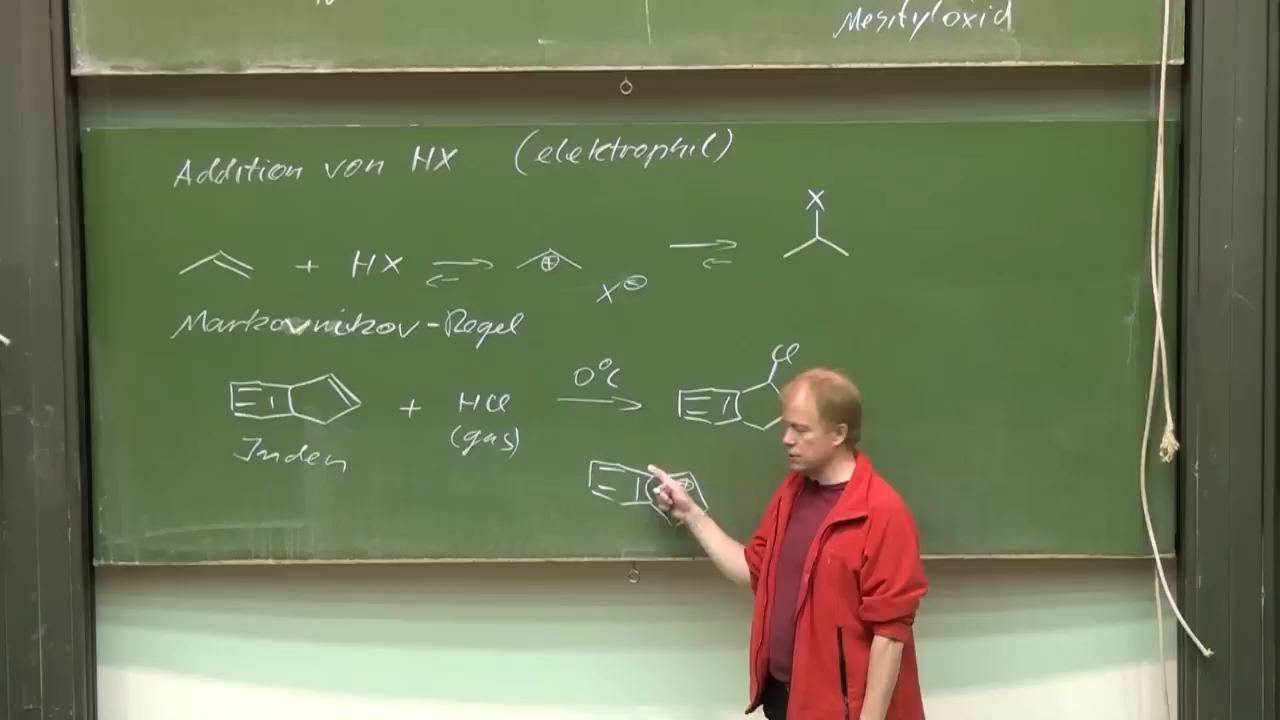 Mesityloxid
Addition von HX (elektrophil)
X
+ HX ⇌ ⊕ X⊖ ⇌
Markovnikov-Regel
Cl
+ HCl 0°C
Inden (gas)
⊕